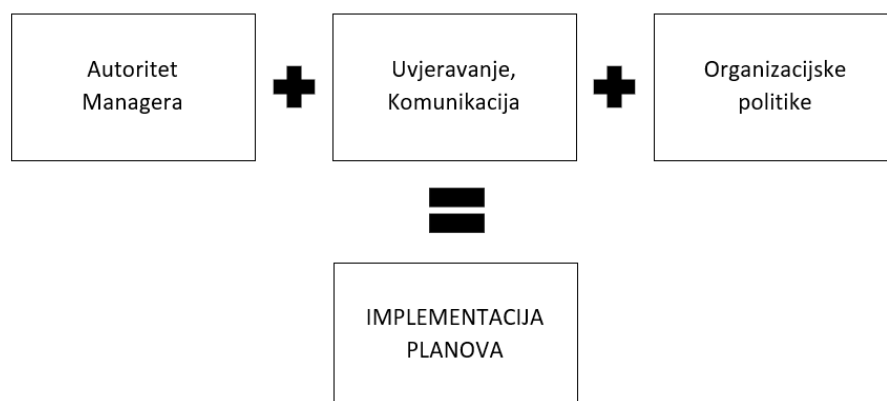 Autoritet
Managera
Uvjeravanje,
Komunikacija
Organizacijske
politike
IMPLEMENTACIJA
PLANOVA